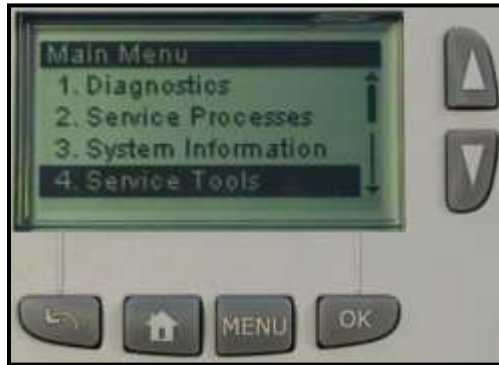 Main Menu
1. Diagnostics
2. Service Processes
3. System Information
4. Service Tools
MENU
OK